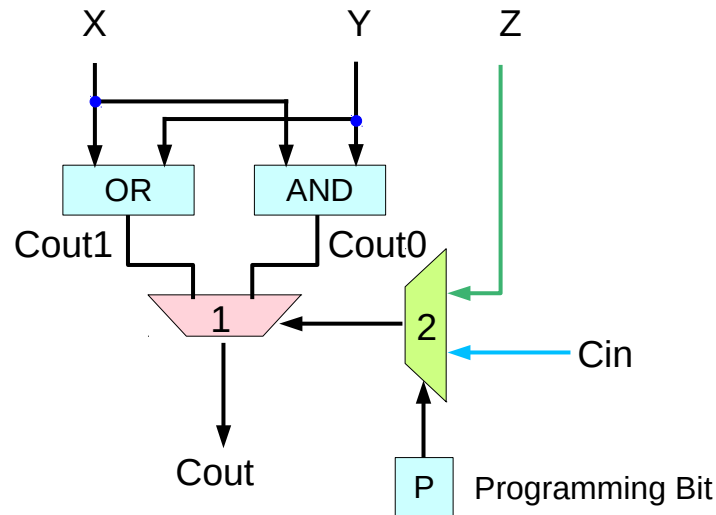 X Y Z
OR AND
Cout1 Cout0
1 2
Cin
Cout
P Programming Bit